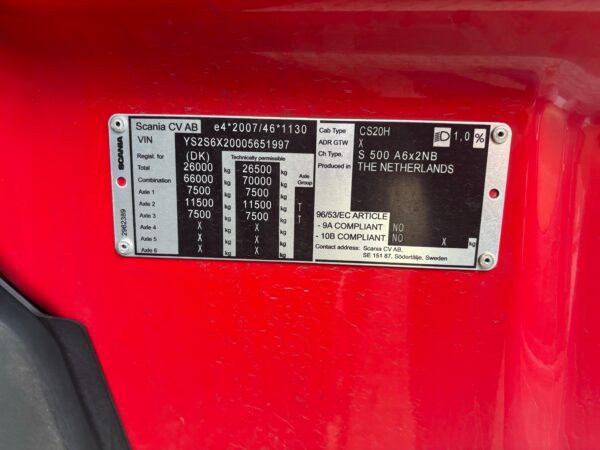 Scania CV AB e4*2007/46*1130
VIN YS2S6X20005651997
Regist. for (DK) Technically permissible
Total 26000 kg 26500 kg Axle Group
Combination 66000 kg 70000 kg
Axle 1 7500 kg 7500 kg
Axle 2 11500 kg 11500 kg T
Axle 3 7500 kg 7500 kg T
Axle 4 X kg X kg
Axle 5 X kg X kg
Axle 6 X kg X kg
SCANIA
2962389
Cab Type CS20H 1,0 %
ADR GTW X
Ch Type. S 500 A6x2NB
Produced in THE NETHERLANDS
96/53/EC ARTICLE
- 9A COMPLIANT NO
- 10B COMPLIANT NO X kg
Contact address: Scania CV AB,
SE 151 87, Södertälje, Sweden